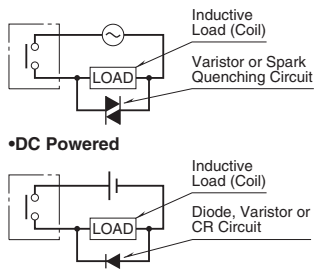 Inductive
Load (Coil)
Varistor or Spark
Quenching Circuit
LOAD
•DC Powered
Inductive
Load (Coil)
Diode, Varistor or
CR Circuit
LOAD